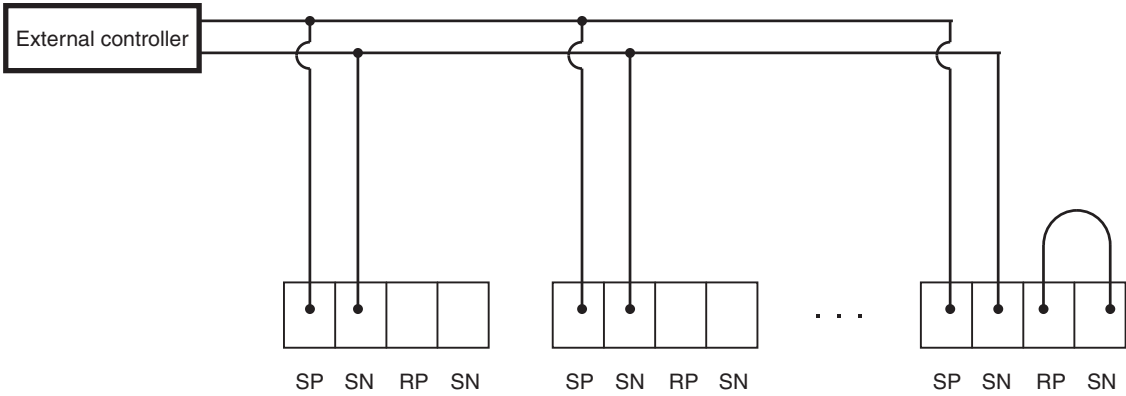 External controller
. . .
SP SN RP SN SP SN RP SN SP SN RP SN